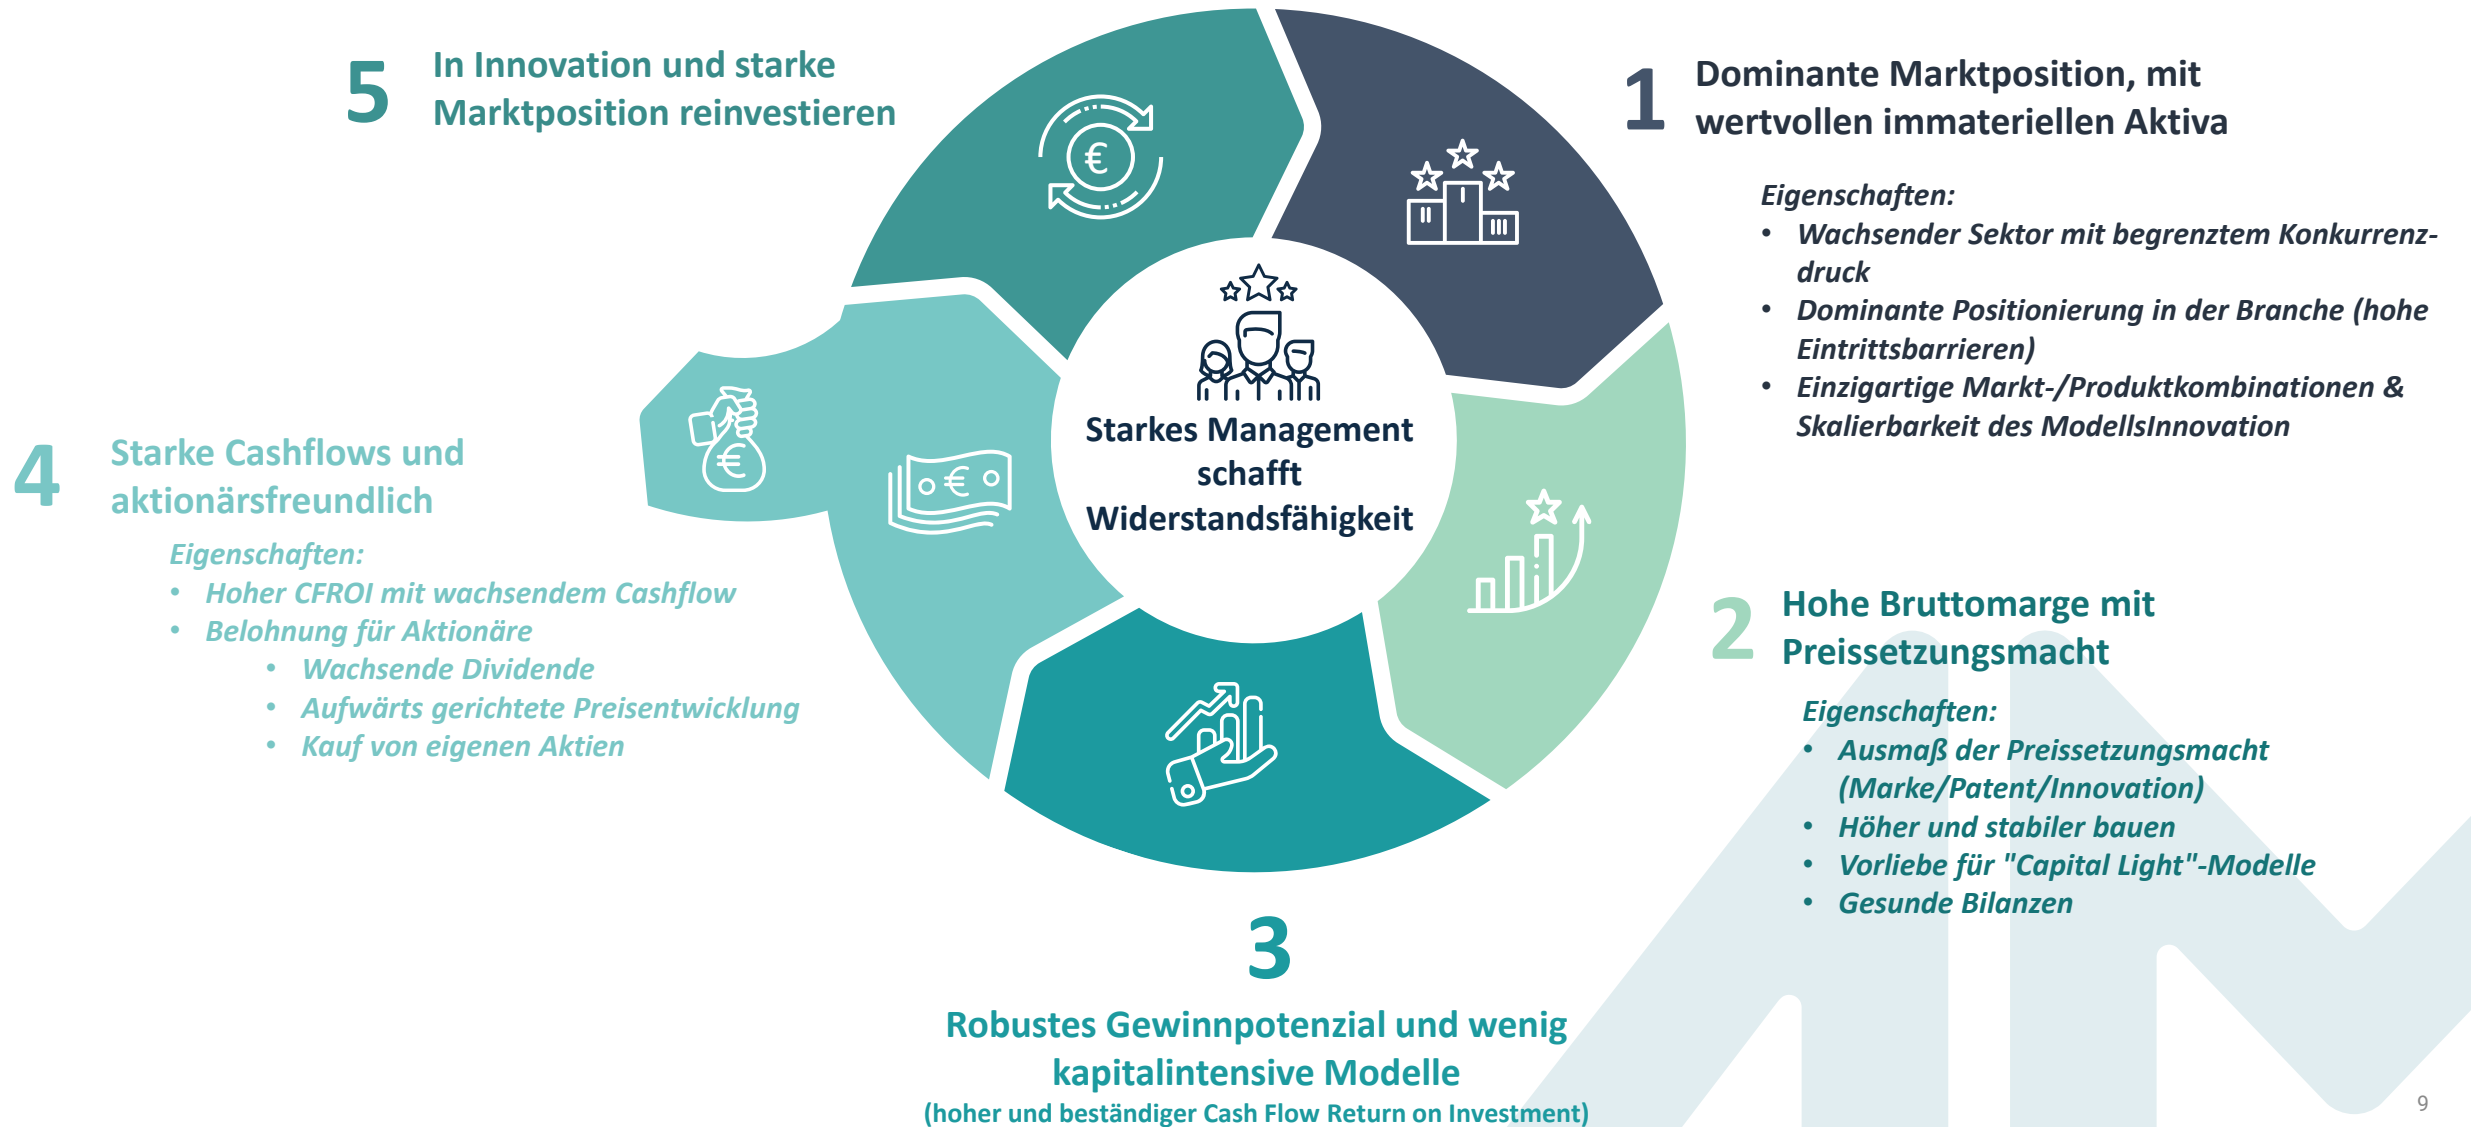 1
Dominante Marktposition, mit
wertvollen immateriellen Aktiva
Eigenschaften:
• Wachsender Sektor mit begrenztem Konkurrenz-
druck
• Dominante Positionierung in der Branche (hohe
Eintrittsbarrieren)
• Einzigartige Markt-/Produktkombinationen &
Skalierbarkeit des ModellsInnovation
2
Hohe Bruttomarge mit
Preissetzungsmacht
Eigenschaften:
• Ausmaß der Preissetzungsmacht
(Marke/Patent/Innovation)
• Höher und stabiler bauen
• Vorliebe für "Capital Light"-Modelle
• Gesunde Bilanzen
3
Robustes Gewinnpotenzial und wenig
kapitalintensive Modelle
(hoher und beständiger Cash Flow Return on Investment)
4
Starke Cashflows und
aktionärsfreundlich
Eigenschaften:
• Hoher CFROI mit wachsendem Cashflow
• Belohnung für Aktionäre
• Wachsende Dividende
• Aufwärts gerichtete Preisentwicklung
• Kauf von eigenen Aktien
5
In Innovation und starke
Marktposition reinvestieren
Starkes Management
schafft
Widerstandsfähigkeit
€
€
€
I
II
III
9